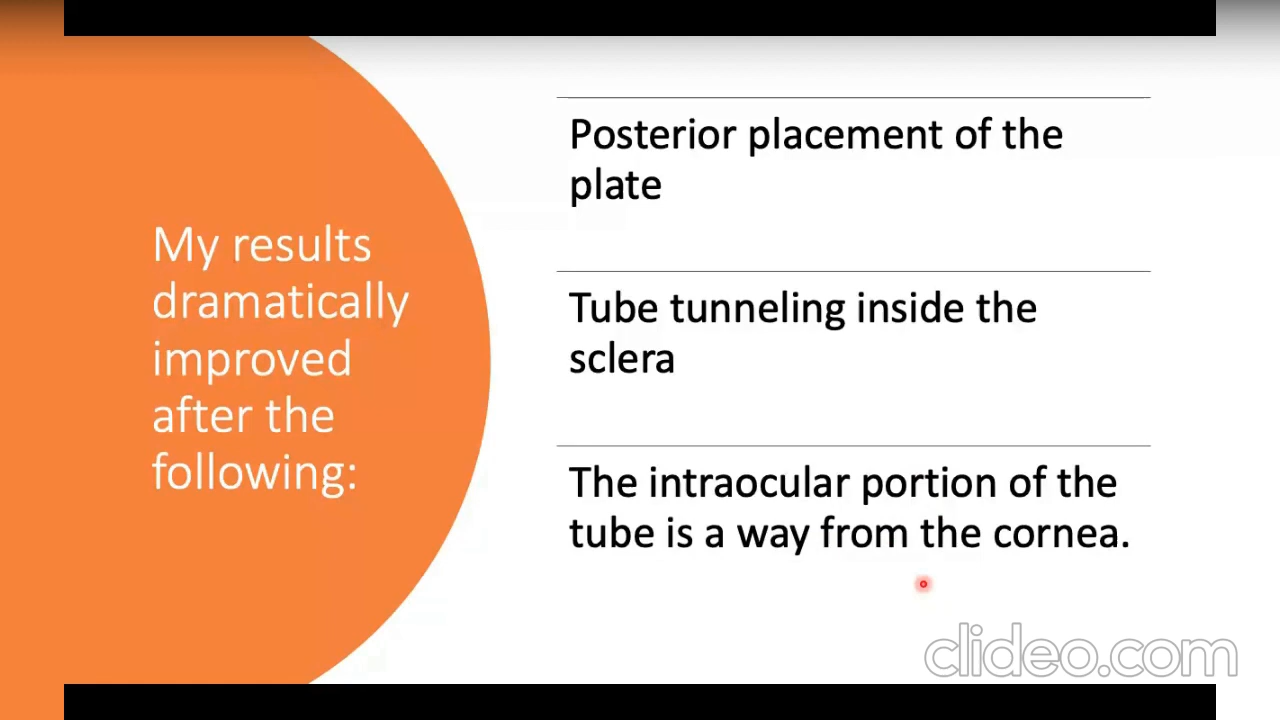 My results
dramatically
improved
after the
following:
Posterior placement of the
plate
Tube tunneling inside the
sclera
The intraocular portion of the
tube is a way from the cornea.
clideo.com